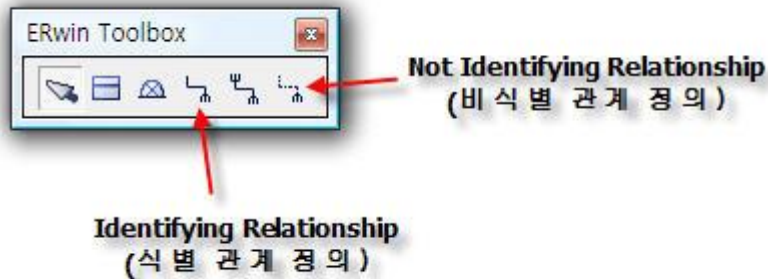 ERwin Toolbox
Not Identifying Relationship
(비 식 별 관 계 정 의 )
Identifying Relationship
(식 별 관 계 정 의 )